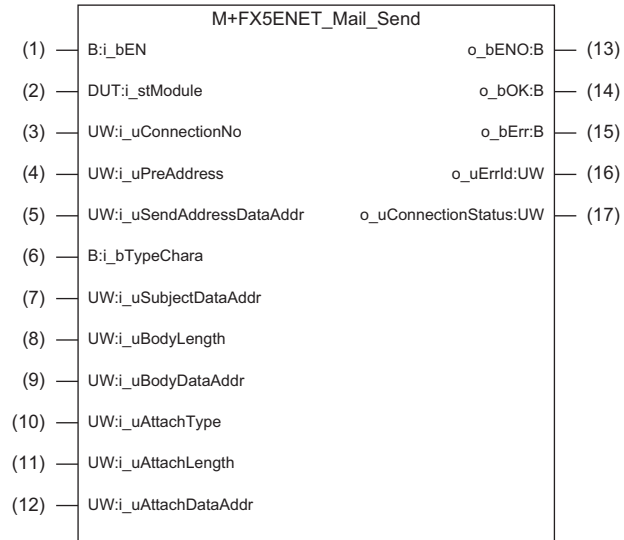 M+FX5ENET_Mail_Send
(1) B:i_bEN o_bENO:B (13)
(2) DUT:i_stModule o_bOK:B (14)
(3) UW:i_uConnectionNo o_bErr:B (15)
(4) UW:i_uPreAddress o_uErrId:UW (16)
(5) UW:i_uSendAddressDataAddr o_uConnectionStatus:UW (17)
(6) B:i_bTypeChara
(7) UW:i_uSubjectDataAddr
(8) UW:i_uBodyLength
(9) UW:i_uBodyDataAddr
(10) UW:i_uAttachType
(11) UW:i_uAttachLength
(12) UW:i_uAttachDataAddr